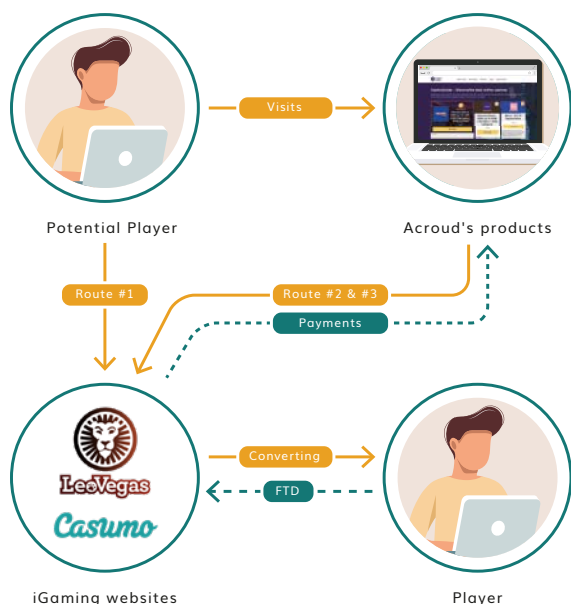 Visits
Potential Player
Acroud's products
Route #1
Route #2 & #3
Payments
LeoVegas
Casumo
Converting
FTD
iGaming websites
Player